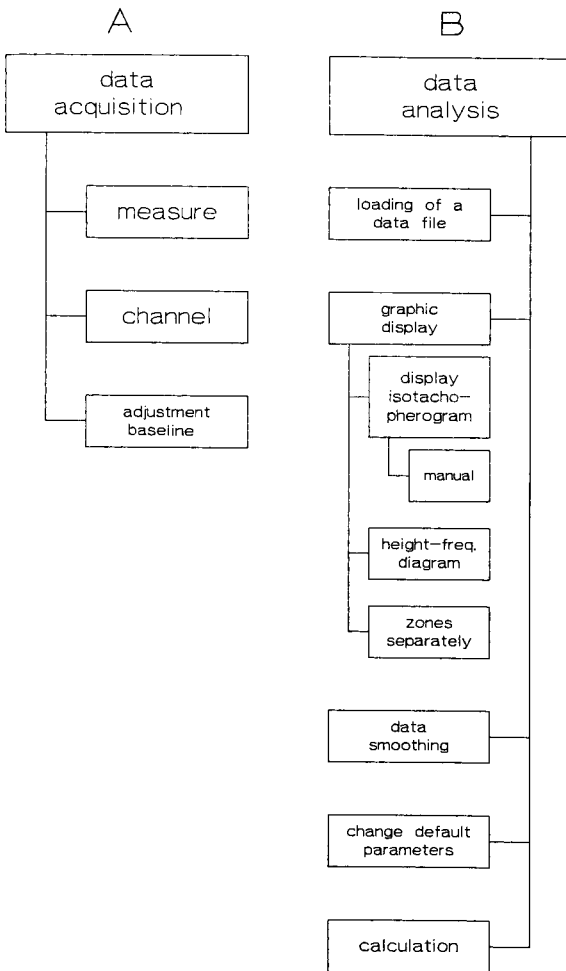 A
data
acquisition
measure
channel
adjustment
baseline
B
data
analysis
loading of a
data file
graphic
display
display
isotacho-
pherogram
manual
height-freq.
diagram
zones
separately
data
smoothing
change default
parameters
calculation